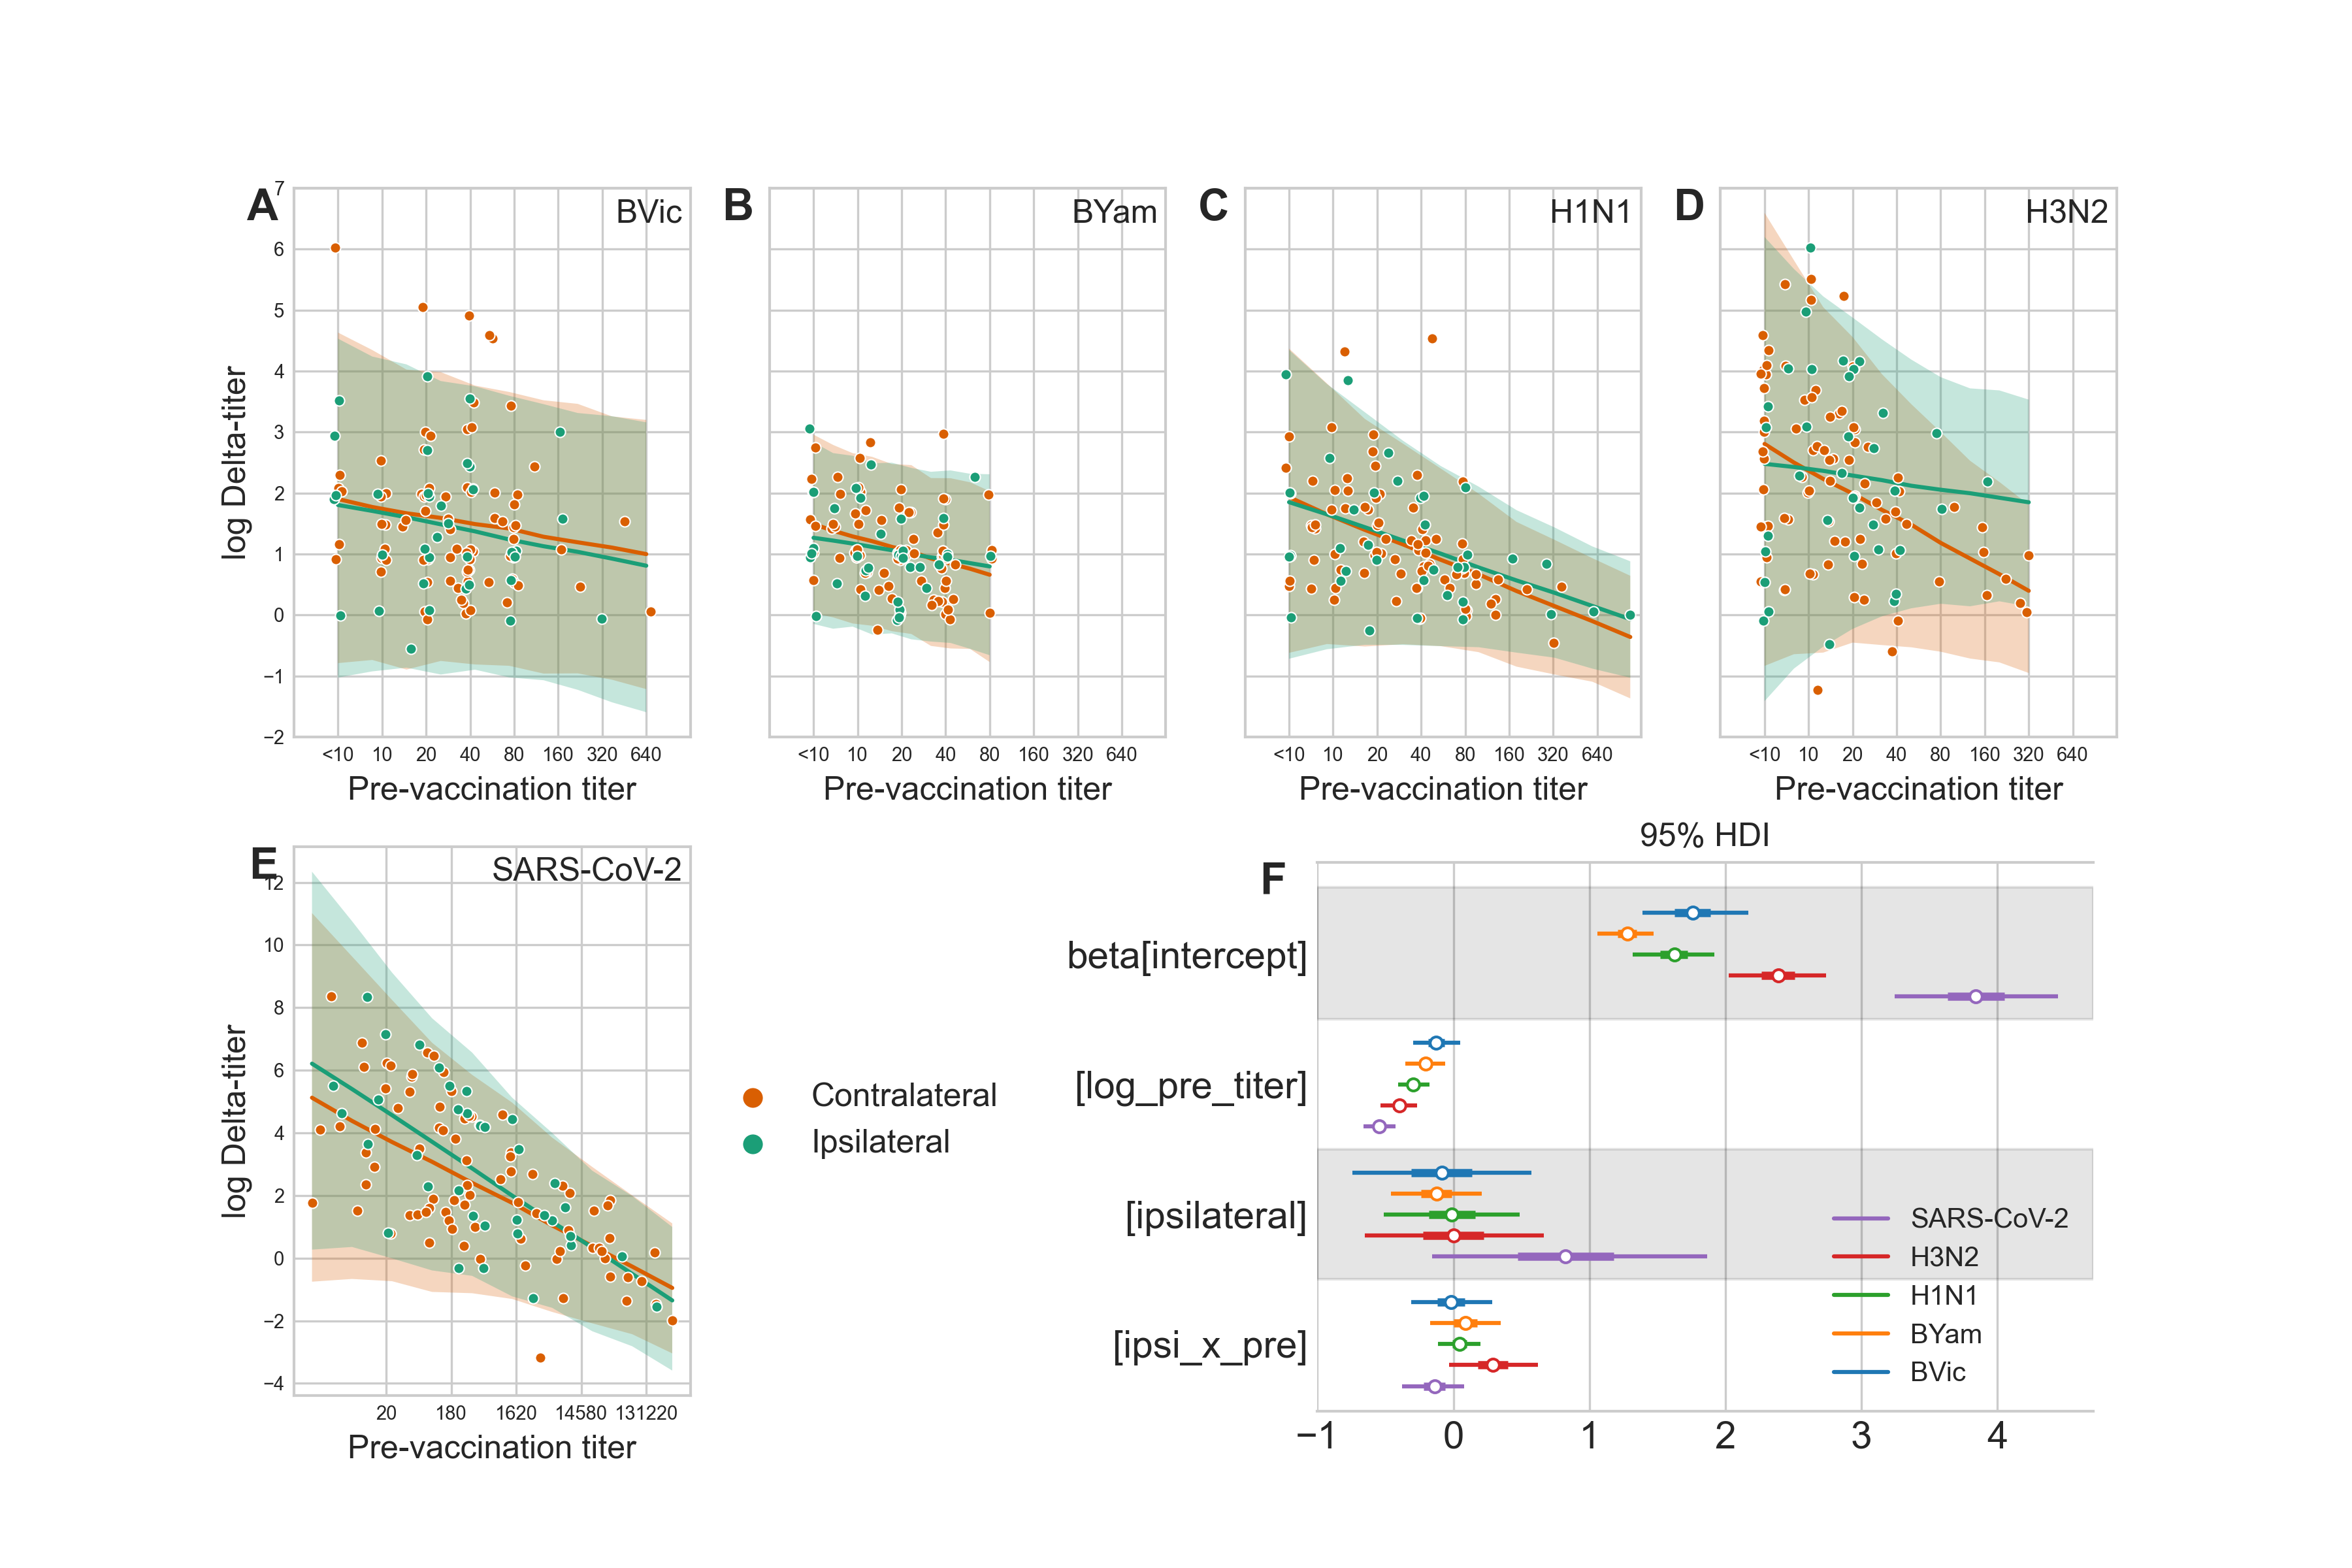 A
BVic
7
6
5
4
3
2
1
0
−1
−2
log Delta-titer
<10 10 20 40 80 160 320 640
Pre-vaccination titer
B
BYam
<10 10 20 40 80 160 320 640
Pre-vaccination titer
C
H1N1
<10 10 20 40 80 160 320 640
Pre-vaccination titer
D
H3N2
<10 10 20 40 80 160 320 640
Pre-vaccination titer
E
SARS-CoV-2
12
10
8
6
4
2
0
−2
−4
log Delta-titer
20 180 1620 14580 131220
Pre-vaccination titer
Contralateral
Ipsilateral
95% HDI
F
beta[intercept]
[log_pre_titer]
[ipsilateral]
[ipsi_x_pre]
SARS-CoV-2
H3N2
H1N1
BYam
BVic
−1 0 1 2 3 4